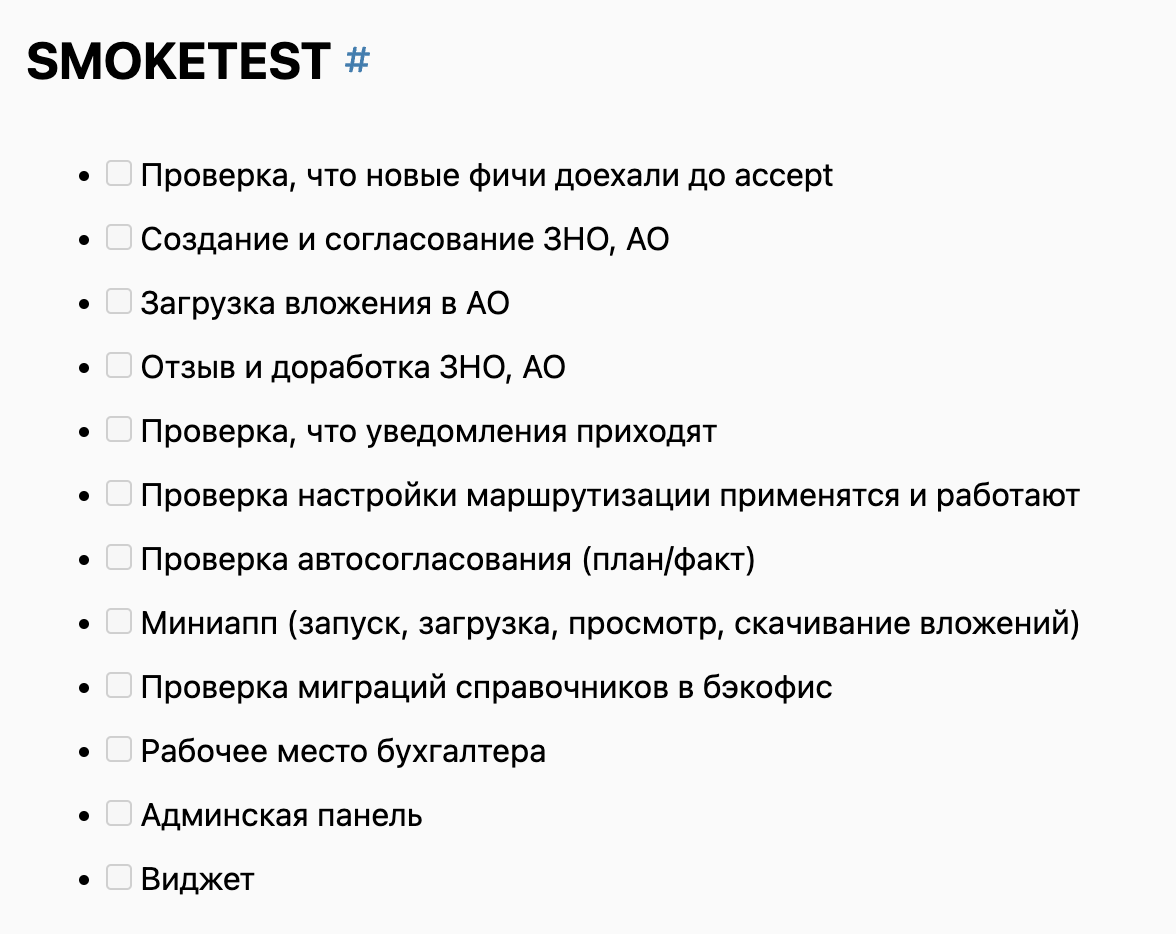 SMOKETEST #
Проверка, что новые фичи доехали до accept
Создание и согласование ЗНО, АО
Загрузка вложения в АО
Отзыв и доработка ЗНО, АО
Проверка, что уведомления приходят
Проверка настройки маршрутизации применятся и работают
Проверка автосогласования (план/факт)
Миниапп (запуск, загрузка, просмотр, скачивание вложений)
Проверка миграций справочников в бэкофис
Рабочее место бухгалтера
Админская панель
Виджет